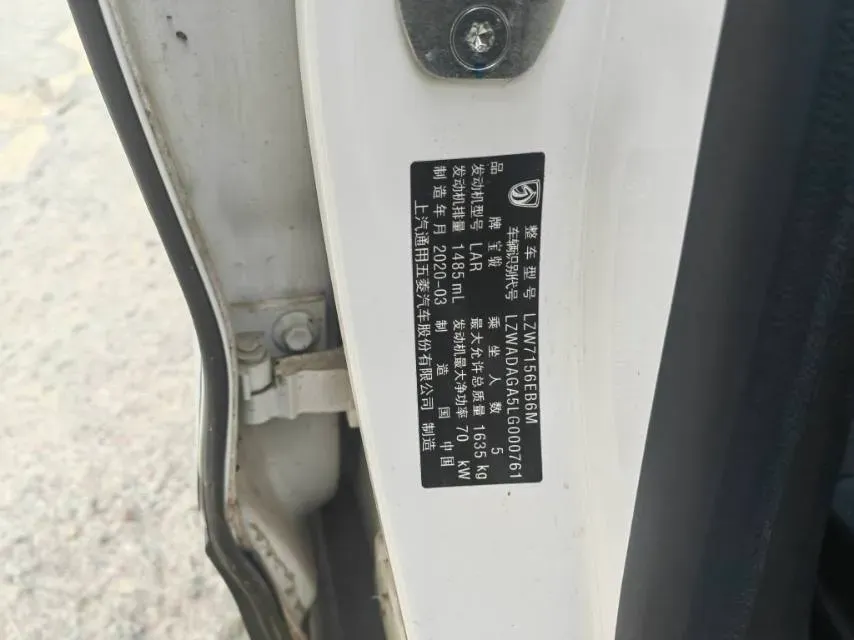 整车型号 LZW7156EB6M
车辆识别代号 LZWADAGA5LG000761
品牌 宝骏 乘坐人数 5
发动机型号 LAR 最大允许总质量 1635 kg
发动机排量 1485 mL 发动机最大净功率 70 kW
制造年月 2020-03 制造国 中国
上汽通用五菱汽车股份有限公司 制造